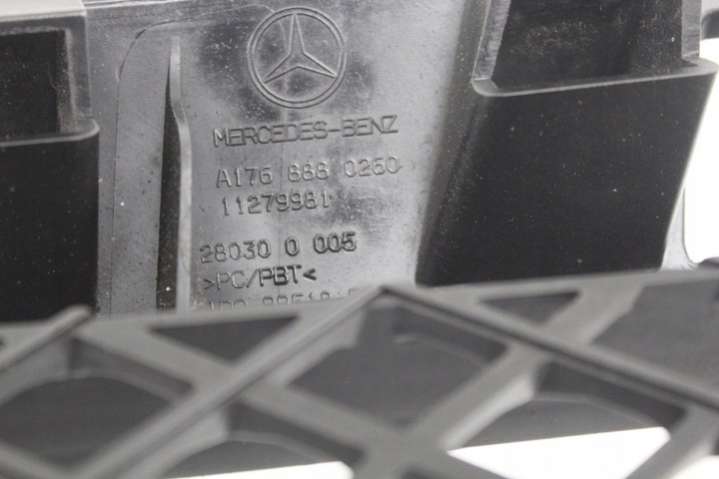 MERCEDES-BENZ
A176 888 0260
11279981
28030 0 005
>PC/PBT<